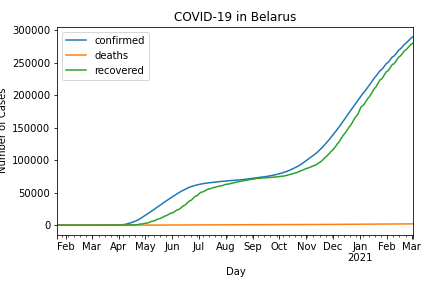 COVID-19 in Belarus
confirmed
deaths
recovered
300000
250000
200000
150000
100000
50000
0
Number of Cases
Feb Mar Apr May Jun Jul Aug Sep Oct Nov Dec Jan Feb Mar
2021
Day